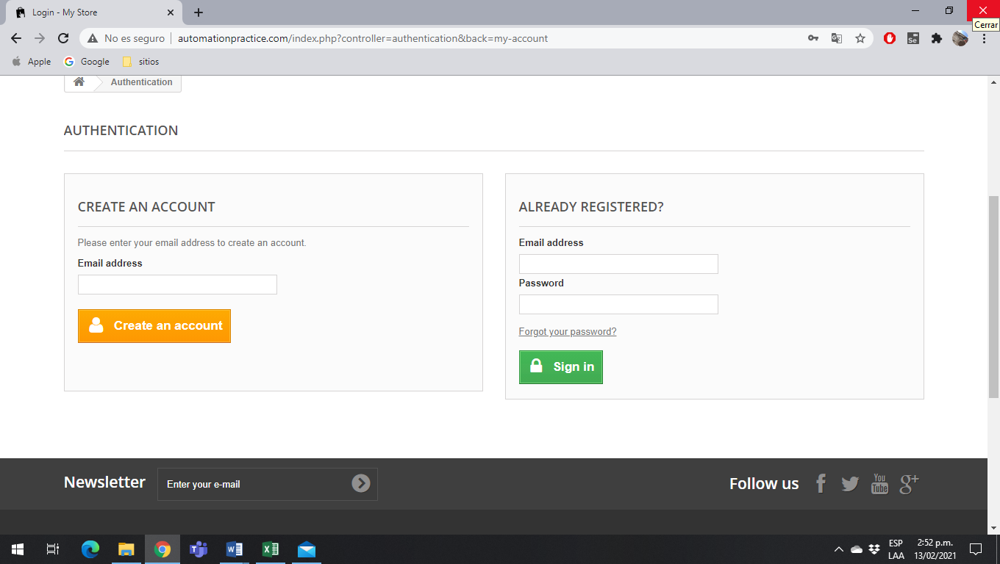 Login - My Store
Cerrar
No es seguro
automationpractice.com/index.php?controller=authentication&back=my-account
Se
Apple
G Google
sitios
Authentication
AUTHENTICATION
CREATE AN ACCOUNT
Please enter your email address to create an account.
Email address
Create an account
ALREADY REGISTERED?
Email address
Password
Forgot your password?
Sign in
Newsletter
Enter your e-mail
Follow us
You Tube
g+
ESP
LAA
2:52 p.m.
13/02/2021